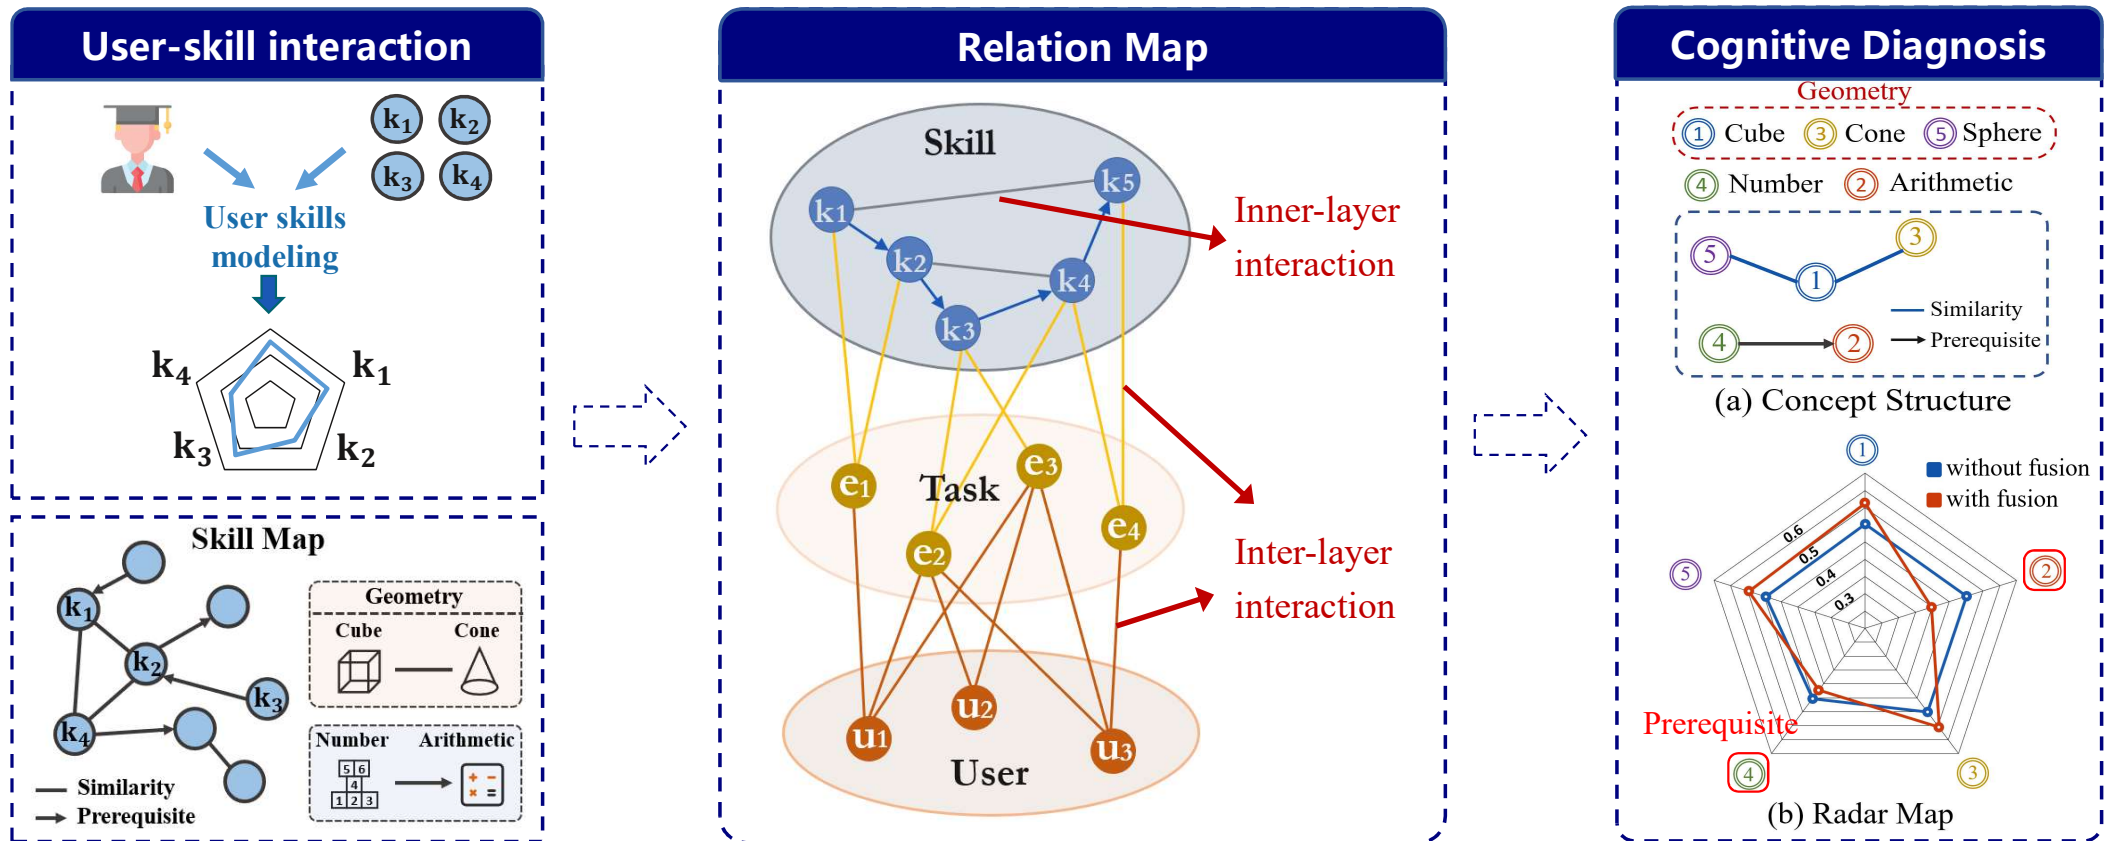 User-skill interaction
k1
k2
k3
k4
User skills
modeling
k4
k1
k3
k2
Skill Map
k1
k2
k3
k4
Similarity
Prerequisite
Geometry
Cube
Cone
Number
Arithmetic
5 6
4
1 2 3
+ −
× =
Relation Map
Skill
k1
k2
k3
k4
k5
Inner-layer
interaction
Task
e1
e2
e3
e4
Inter-layer
interaction
u1
u2
u3
User
Cognitive Diagnosis
Geometry
1 Cube 3 Cone 5 Sphere
4 Number 2 Arithmetic
5
1
3
4
2
Similarity
Prerequisite
(a) Concept Structure
1
without fusion
with fusion
0.6
0.5
0.4
0.3
5
2
Prerequisite
4
3
(b) Radar Map